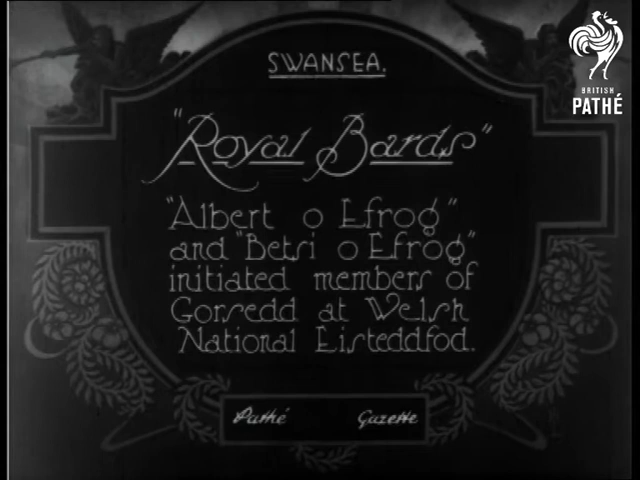 SWANSEA.
BRITISH
PATHÉ
"Royal Bards"
"Albert o Efrog"
and "Betsi o Efrog"
initiated members of
Gorsedd at Welsh
National Eisteddfod.
Pathé Gazette